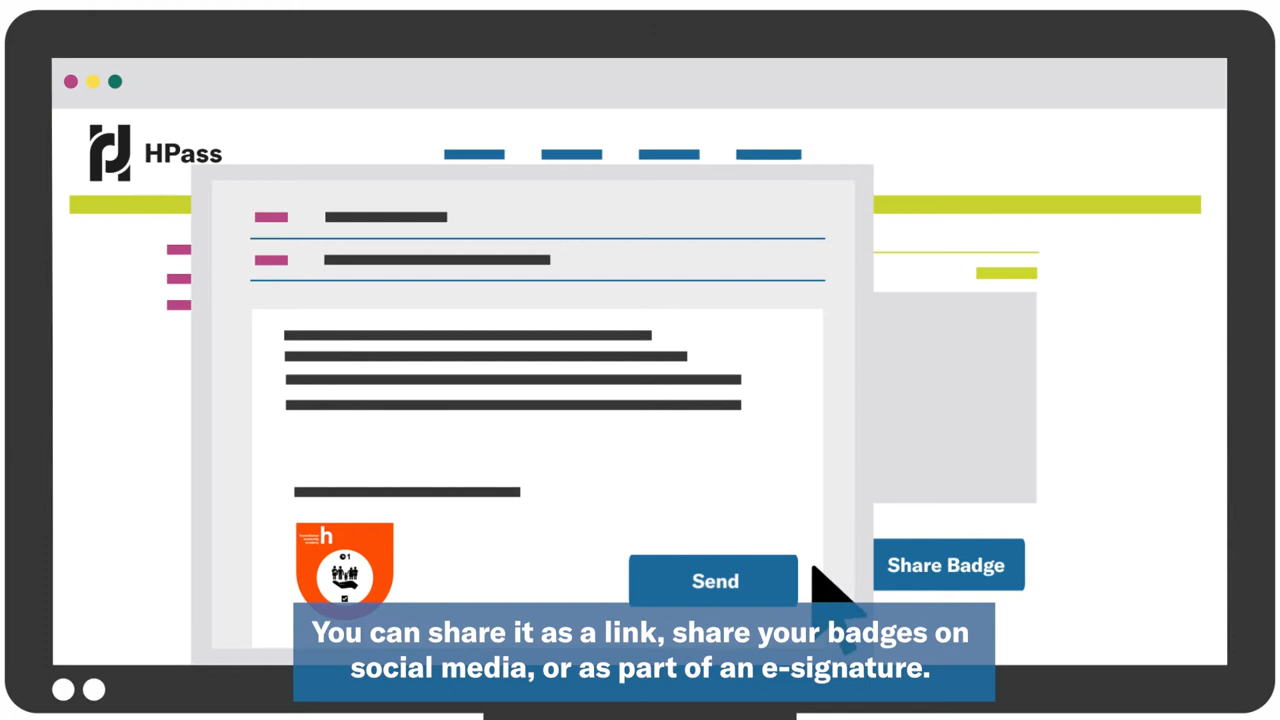 HPass
h
1
Send
Share Badge
You can share it as a link, share your badges on
social media, or as part of an e-signature.